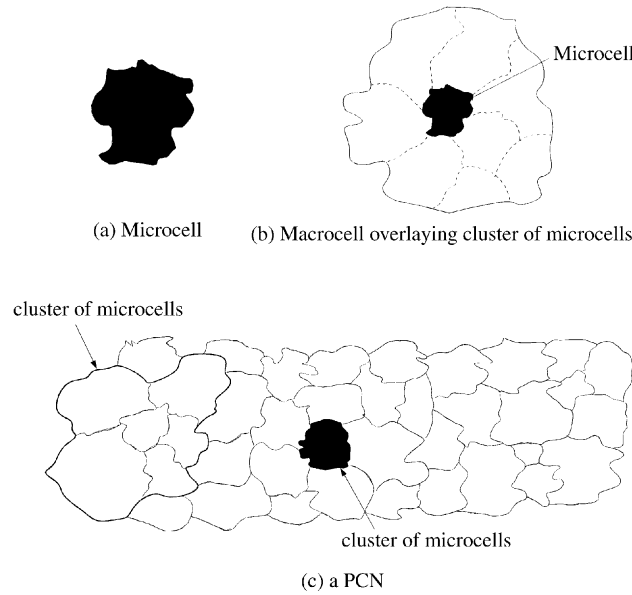 Microcell
(a) Microcell
(b) Macrocell overlaying cluster of microcells
cluster of microcells
cluster of microcells
(c) a PCN